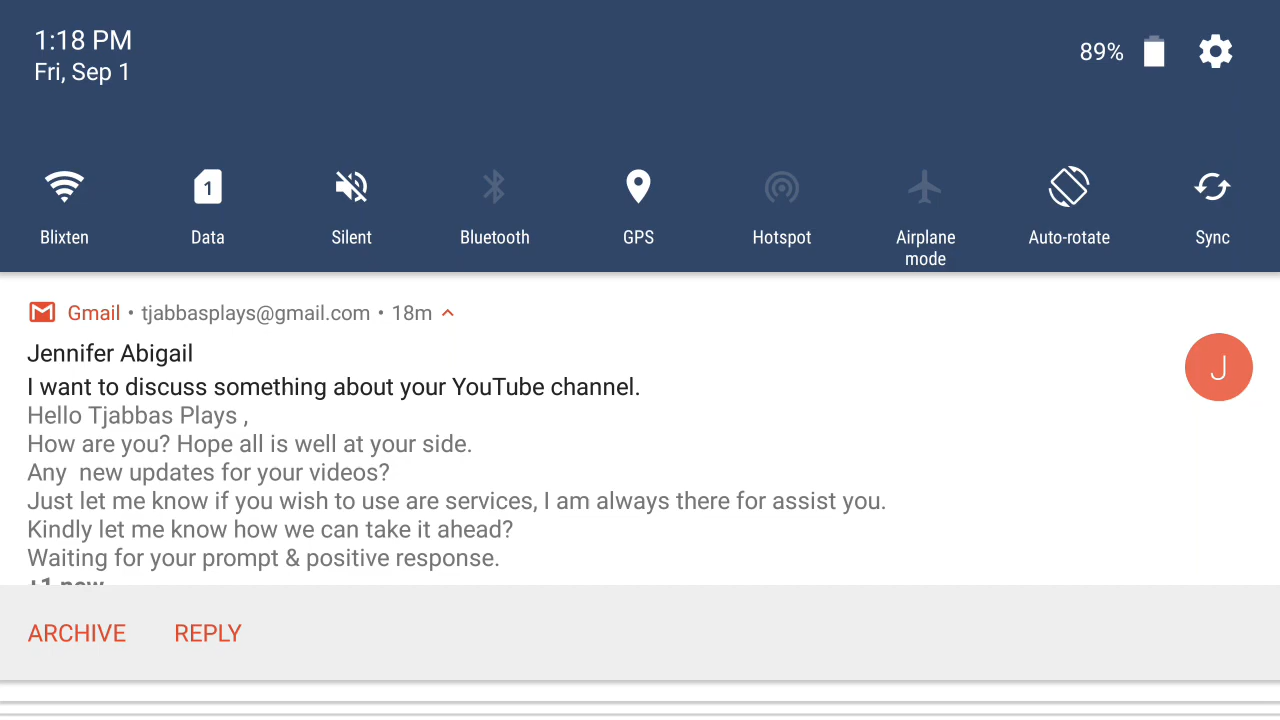 1:18 PM
Fri, Sep 1
89%
Blixten
1
Data
Silent
Bluetooth
GPS
Hotspot
Airplane
mode
Auto-rotate
Sync
Gmail • tjabbasplays@gmail.com • 18m
Jennifer Abigail
J
I want to discuss something about your YouTube channel.
Hello Tjabbas Plays ,
How are you? Hope all is well at your side.
Any  new updates for your videos?
Just let me know if you wish to use are services, I am always there for assist you.
Kindly let me know how we can take it ahead?
Waiting for your prompt & positive response.
+1 new
ARCHIVE
REPLY